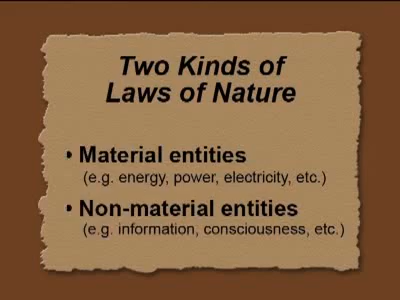 Two Kinds of
Laws of Nature
• Material entities
(e.g. energy, power, electricity, etc.)
• Non-material entities
(e.g. information, consciousness, etc.)